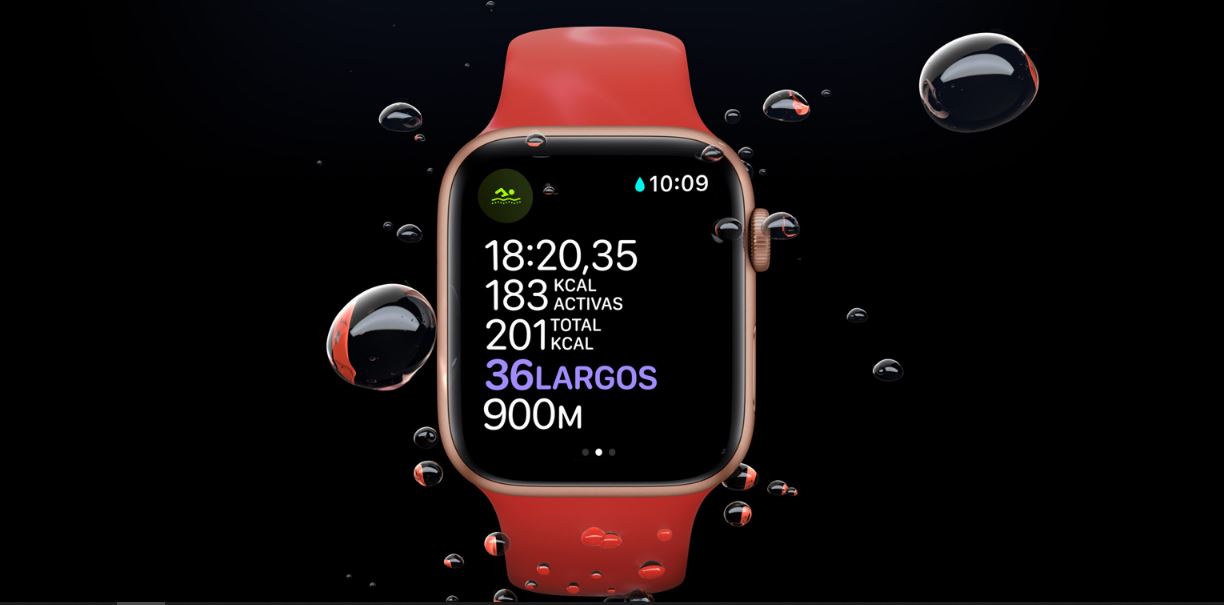 10:09
18:20,35
183 KCAL ACTIVAS
201 TOTAL KCAL
36LARGOS
900M